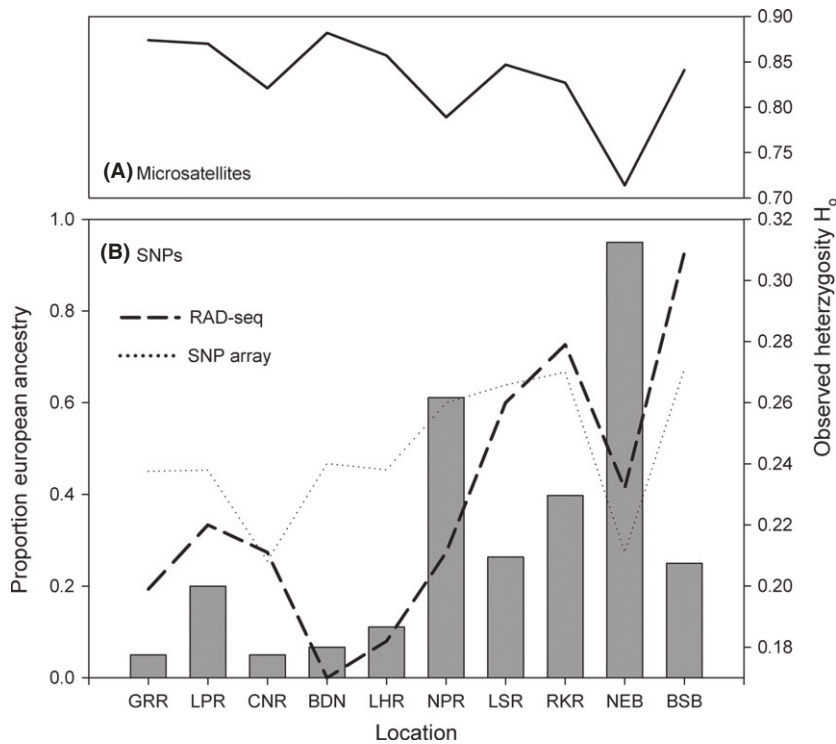 0.90
0.85
0.80
0.75
0.70
(A) Microsatellites
1.0
0.8
0.6
0.4
0.2
0.0
Proportion european ancestry
(B) SNPs
RAD-seq
SNP array
0.32
0.30
0.28
0.26
0.24
0.22
0.20
0.18
Observed heterzygosity Ho
GRR LPR CNR BDN LHR NPR LSR RKR NEB BSB
Location